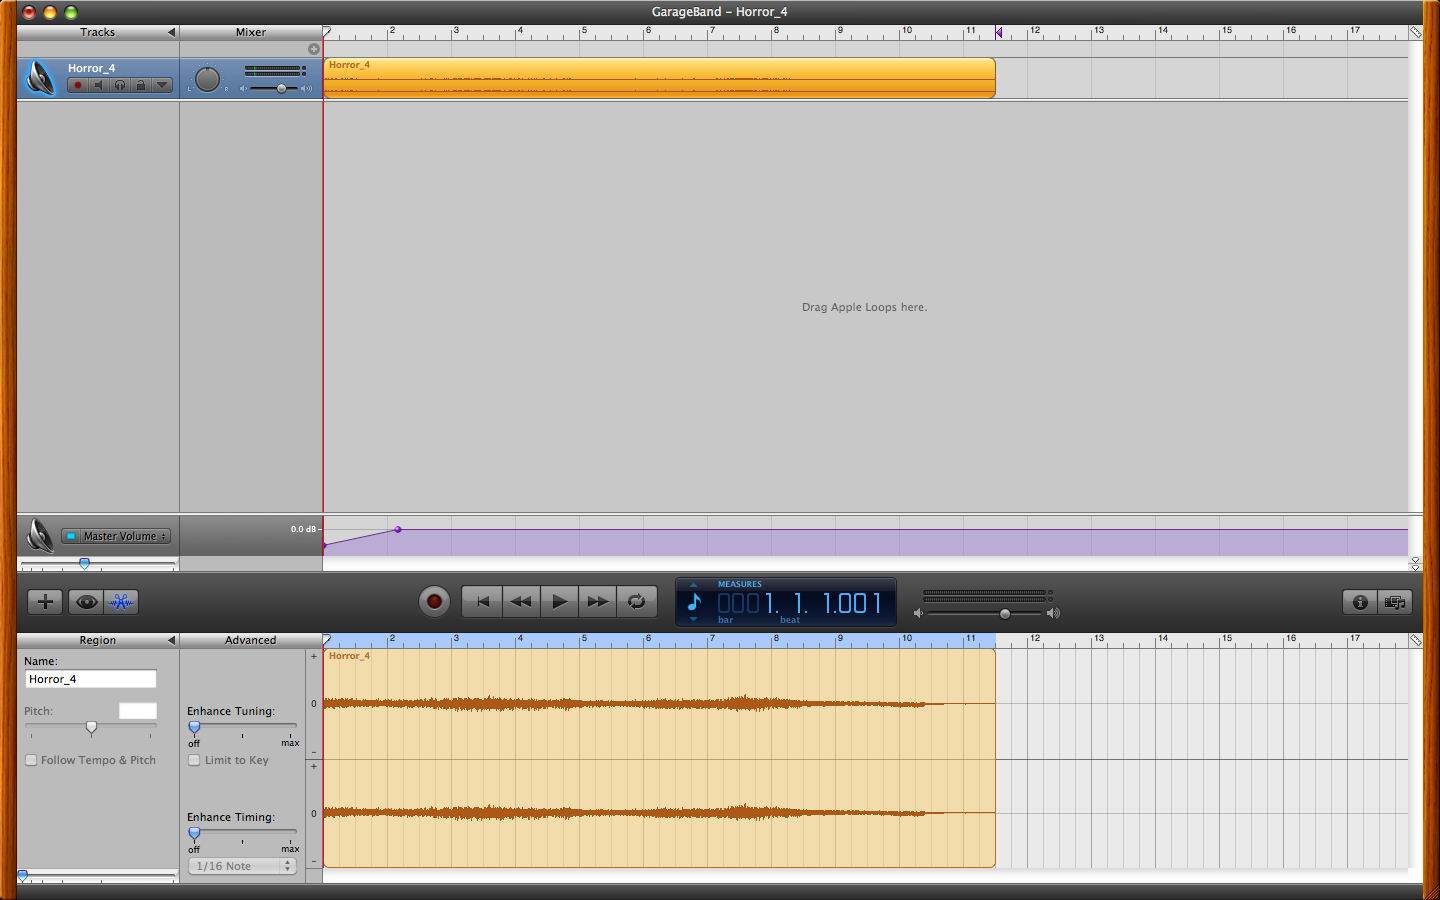 GarageBand – Horror_4
Tracks Mixer 2 3 4 5 6 7 8 9 10 11 12 13 14 15 16 17
Horror_4
L R
Horror_4
Drag Apple Loops here.
Master Volume
0.0 dB
MEASURES
0001. 1. 1.001
bar beat
Region Advanced 2 3 4 5 6 7 8 9 10 11 12 13 14 15 16 17
Name:
Horror_4
Pitch:
Follow Tempo & Pitch
Enhance Tuning:
off max
Limit to Key
Enhance Timing:
off max
1/16 Note
+
0
–
+
0
–
Horror_4